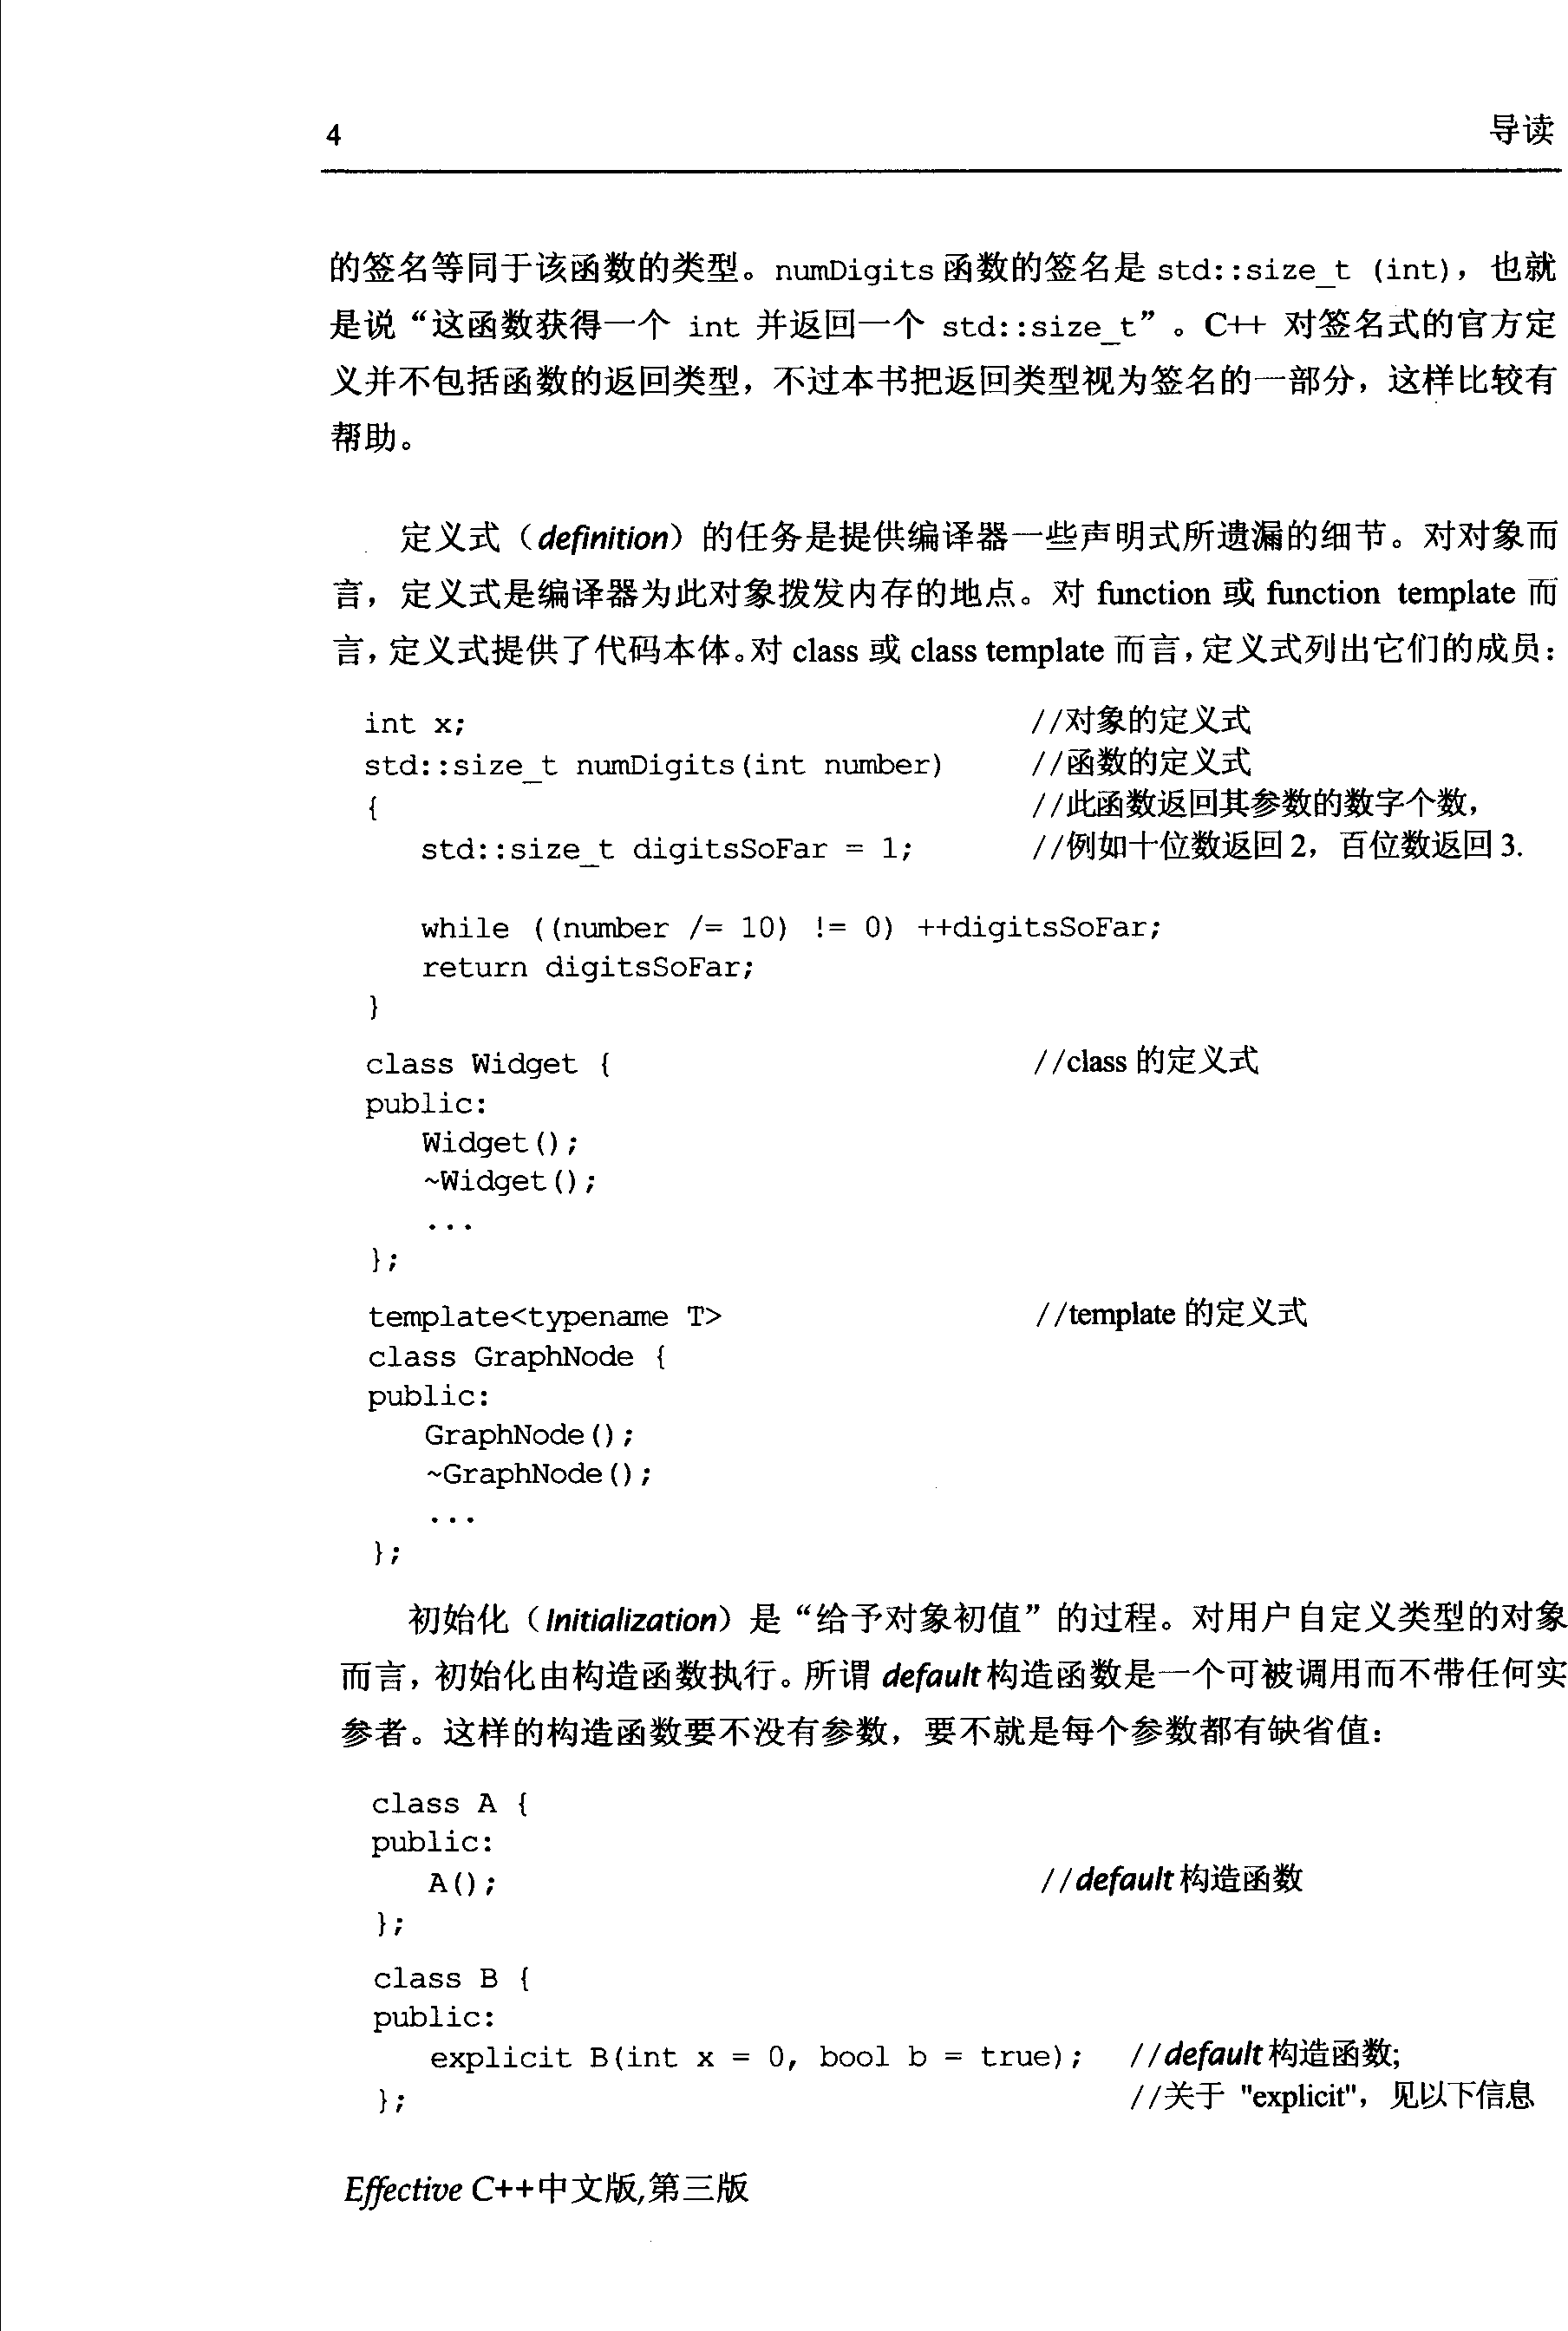 4 导读
的签名等同于该函数的类型。numDigits 函数的签名是 std::size_t (int)，也就
是说“这函数获得一个 int 并返回一个 std::size_t”。C++ 对签名式的官方定
义并不包括函数的返回类型，不过本书把返回类型视为签名的一部分，这样比较有
帮助。
定义式（definition）的任务是提供编译器一些声明式所遗漏的细节。对对象而
言，定义式是编译器为此对象拨发内存的地点。对 function 或 function template 而
言，定义式提供了代码本体。对 class 或 class template 而言，定义式列出它们的成员：
int x; //对象的定义式
std::size_t numDigits(int number) //函数的定义式
{ //此函数返回其参数的数字个数，
std::size_t digitsSoFar = 1; //例如十位数返回 2，百位数返回 3.
while ((number /= 10) != 0) ++digitsSoFar;
return digitsSoFar;
}
class Widget { //class 的定义式
public:
Widget();
~Widget();
...
};
template<typename T> //template 的定义式
class GraphNode {
public:
GraphNode();
~GraphNode();
...
};
初始化（Initialization）是“给予对象初值”的过程。对用户自定义类型的对象
而言，初始化由构造函数执行。所谓 default 构造函数是一个可被调用而不带任何实
参者。这样的构造函数要不没有参数，要不就是每个参数都有缺省值：
class A {
public:
A(); //default 构造函数
};
class B {
public:
explicit B(int x = 0, bool b = true); //default 构造函数;
}; //关于 "explicit"，见以下信息
Effective C++中文版,第三版